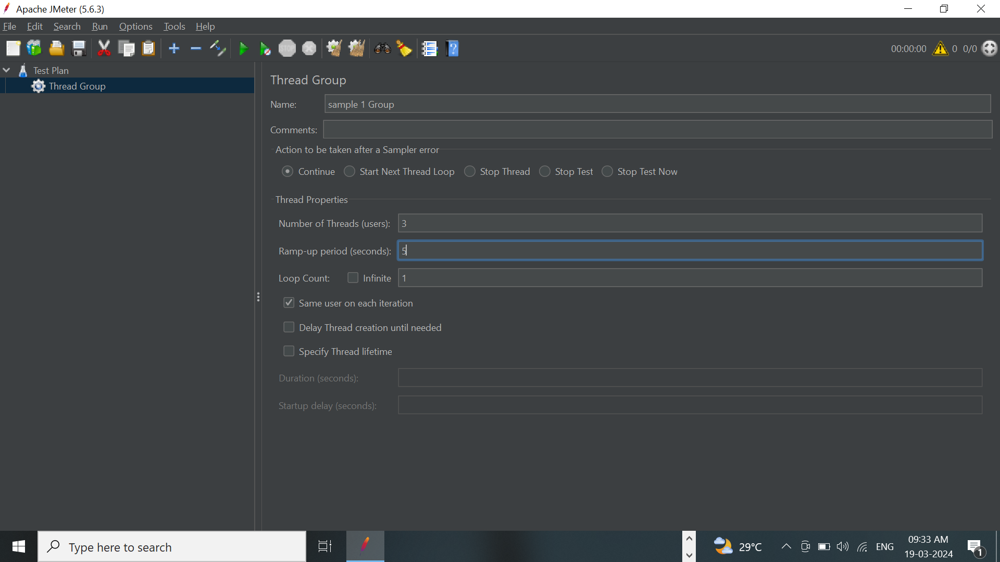 Apache JMeter (5.6.3)
File Edit Search Run Options Tools Help
STOP
00:00:00 0 0/0
Test Plan
Thread Group
Thread Group
Name: sample 1 Group
Comments:
Action to be taken after a Sampler error
Continue Start Next Thread Loop Stop Thread Stop Test Stop Test Now
Thread Properties
Number of Threads (users): 3
Ramp-up period (seconds): 5
Loop Count: Infinite 1
Same user on each iteration
Delay Thread creation until needed
Specify Thread lifetime
Duration (seconds):
Startup delay (seconds):
Type here to search
29°C
ENG
09:33 AM
19-03-2024
1